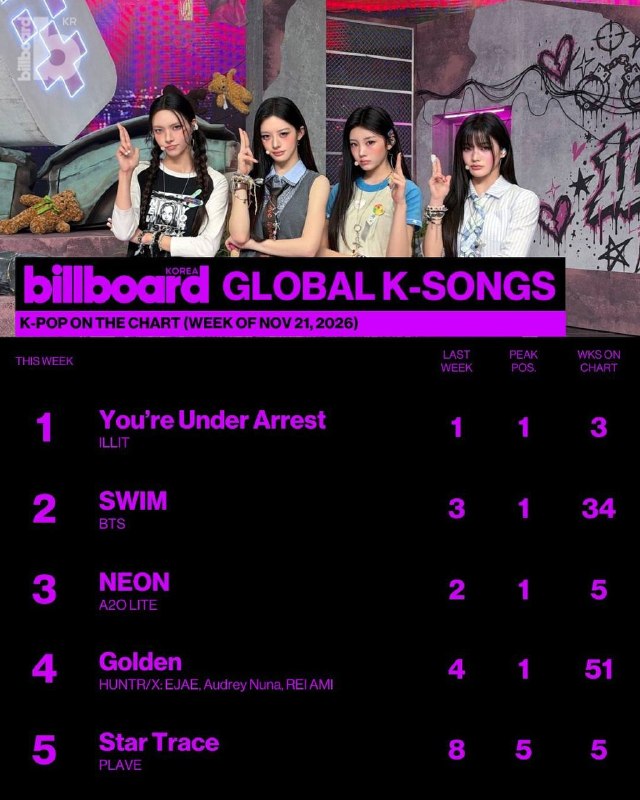 billboard KR
KOREA
billboard GLOBAL K-SONGS
K-POP ON THE CHART (WEEK OF NOV 21, 2026)
THIS WEEK LAST WEEK PEAK POS. WKS ON CHART
1 You're Under Arrest 1 1 3
ILLIT
2 SWIM 3 1 34
BTS
3 NEON 2 1 5
A2O LITE
4 Golden 4 1 51
HUNTR/X: EJAE, Audrey Nuna, REI AMI
5 Star Trace 8 5 5
PLAVE